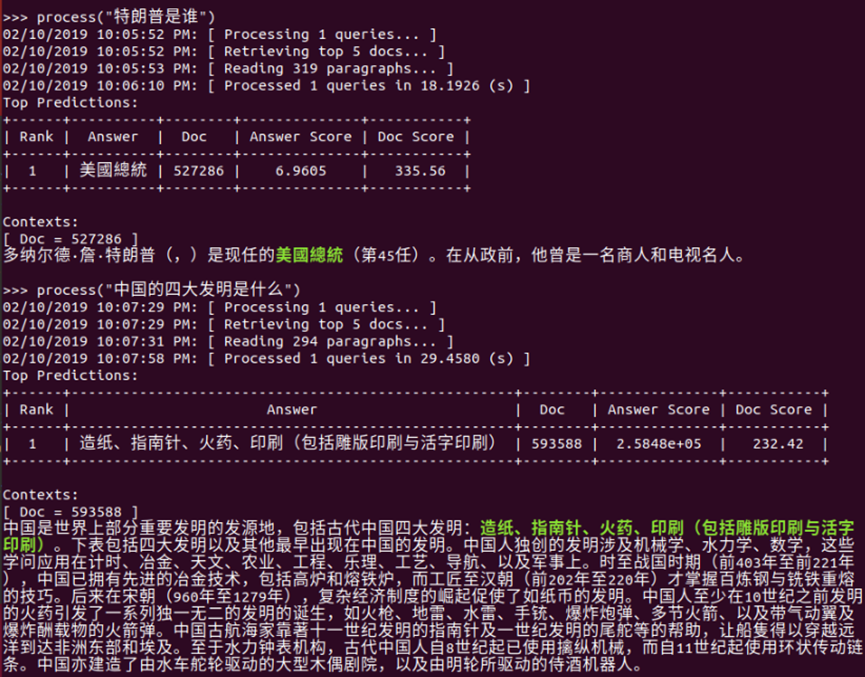 >>> process("特朗普是谁")
02/10/2019 10:05:52 PM: [ Processing 1 queries... ]
02/10/2019 10:05:52 PM: [ Retrieving top 5 docs... ]
02/10/2019 10:05:53 PM: [ Reading 319 paragraphs... ]
02/10/2019 10:06:10 PM: [ Processed 1 queries in 18.1926 (s) ]
Top Predictions:
+------+----------+--------+--------------+-----------+
| Rank |  Answer  |  Doc   | Answer Score | Doc Score |
+------+----------+--------+--------------+-----------+
|  1   | 美國總統 | 527286 |    6.9605    |   335.56  |
+------+----------+--------+--------------+-----------+
Contexts:
[ Doc = 527286 ]
多纳尔德·詹·特朗普（，）是现任的美國總統（第45任）。在从政前，他曾是一名商人和电视名人。
>>> process("中国的四大发明是什么")
02/10/2019 10:07:29 PM: [ Processing 1 queries... ]
02/10/2019 10:07:29 PM: [ Retrieving top 5 docs... ]
02/10/2019 10:07:31 PM: [ Reading 294 paragraphs... ]
02/10/2019 10:07:58 PM: [ Processed 1 queries in 29.4580 (s) ]
Top Predictions:
+------+----------------------------------------------------+--------+--------------+-----------+
| Rank |                       Answer                       |  Doc   | Answer Score | Doc Score |
+------+----------------------------------------------------+--------+--------------+-----------+
|  1   | 造纸、指南针、火药、印刷（包括雕版印刷与活字印刷） | 593588 |  2.5848e+05  |   232.42  |
+------+----------------------------------------------------+--------+--------------+-----------+
Contexts:
[ Doc = 593588 ]
中国是世界上部分重要发明的发源地，包括古代中国四大发明：造纸、指南针、火药、印刷（包括雕版印刷与活字
印刷）。下表包括四大发明以及其他最早出现在中国的发明。中国人独创的发明涉及机械学、水力学、数学，这些
学问应用在计时、冶金、天文、农业、工程、乐理、工艺、导航、以及军事上。时至战国时期（前403年至前221年
），中国已拥有先进的冶金技术，包括高炉和熔铁炉，而工匠至汉朝（前202年至220年）才掌握百炼钢与铣铁重熔
的技巧。后来在宋朝（960年至1279年），复杂经济制度的崛起促使了如纸币的发明。中国人至少在10世纪之前发明
的火药引发了一系列独一无二的发明的诞生，如火枪、地雷、水雷、手铳、爆炸炮弹、多节火箭、以及带气动翼及
爆炸酬载物的火箭弹。中国古航海家靠著十一世纪发明的指南针及一世纪发明的尾舵等的帮助，让船隻得以穿越远
洋到达非洲东部和埃及。至于水力钟表机构，古代中国人自8世纪起已使用擒纵机械，而自11世纪起使用环状传动链
条。中国亦建造了由水车舵轮驱动的大型木偶剧院，以及由明轮所驱动的侍酒机器人。